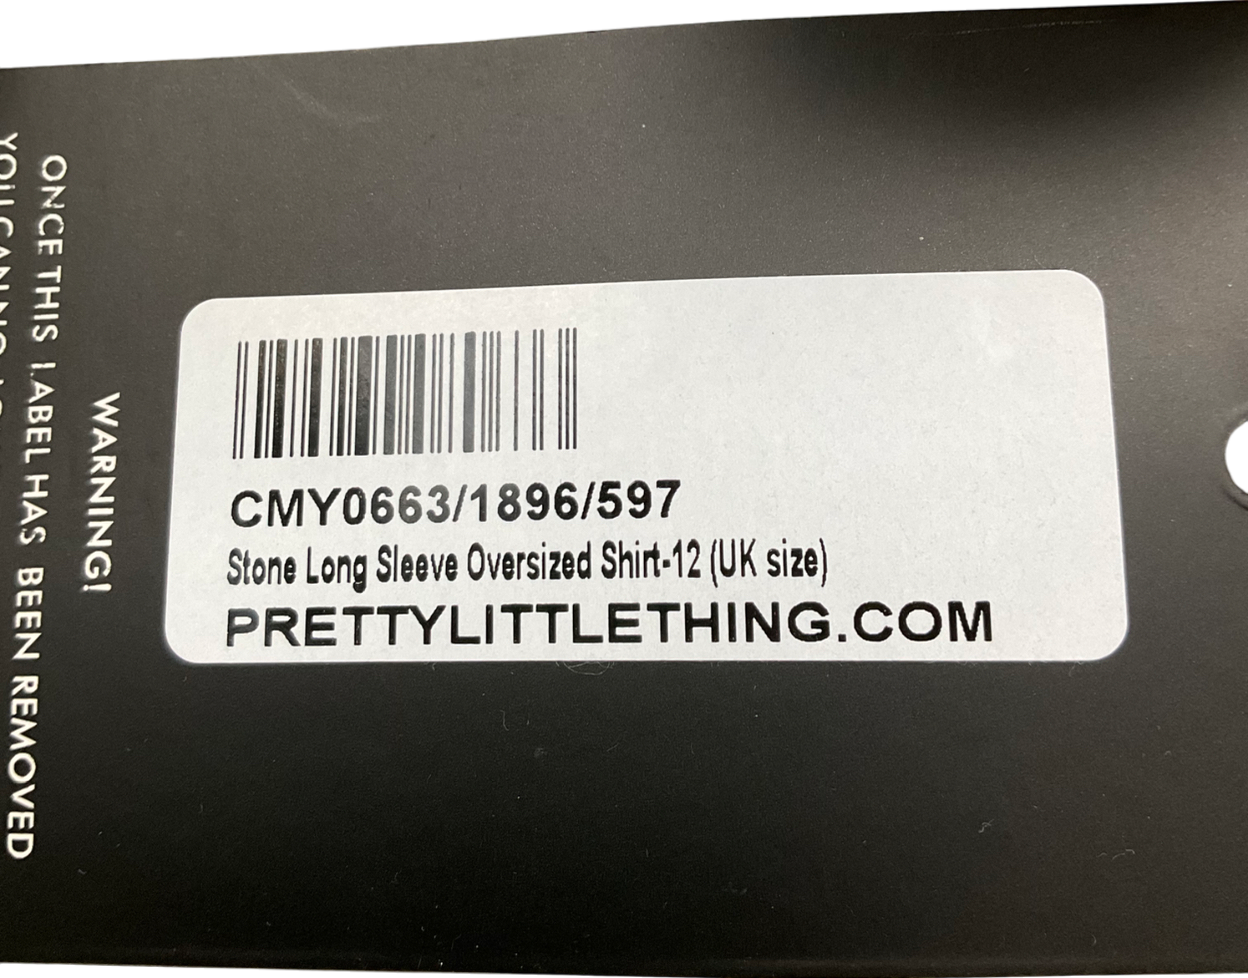 CMY0663/1896/597
Stone Long Sleeve Oversized Shirt-12 (UK size)
PRETTYLITTLETHING.COM
WARNING!
ONCE THIS LABEL HAS BEEN REMOVED